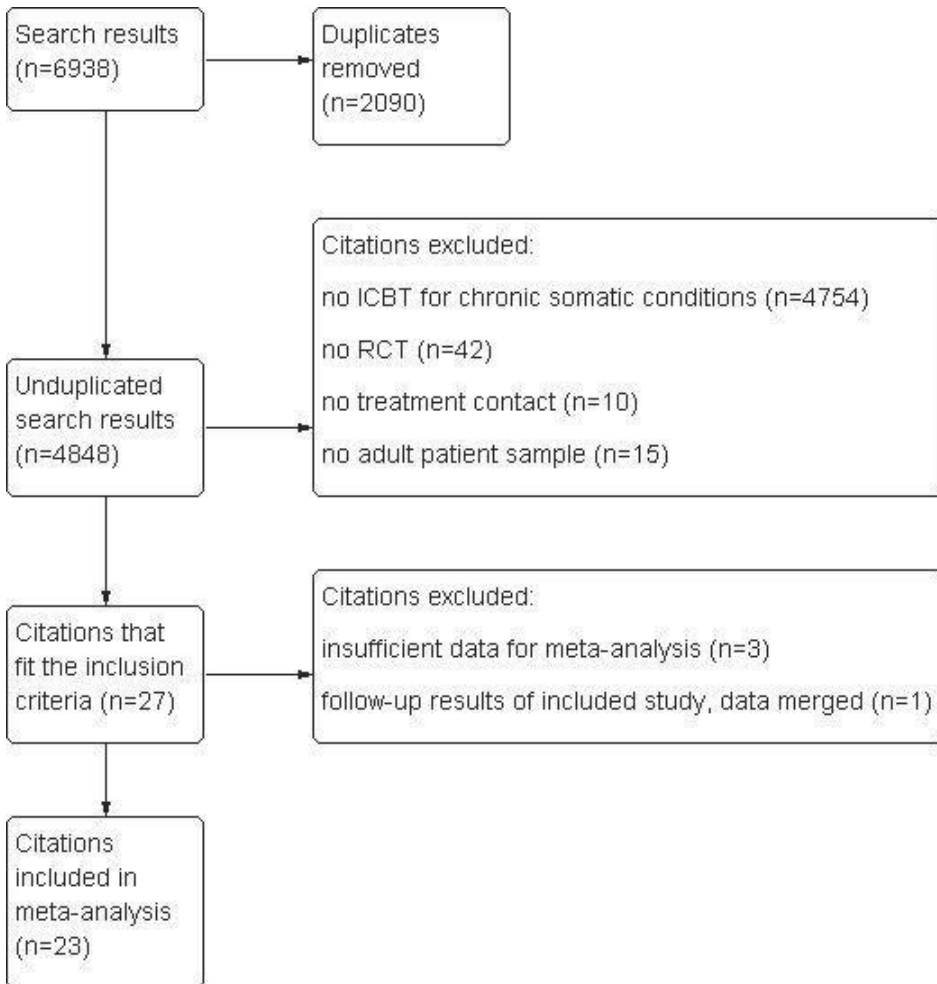 Search results
(n=6938)
Duplicates
removed
(n=2090)
Citations excluded:
no ICBT for chronic somatic conditions (n=4754)
no RCT (n=42)
no treatment contact (n=10)
no adult patient sample (n=15)
Unduplicated
search results
(n=4848)
Citations excluded:
insufficient data for meta-analysis (n=3)
follow-up results of included study, data merged (n=1)
Citations that
fit the inclusion
criteria (n=27)
Citations
included in
meta-analysis
(n=23)